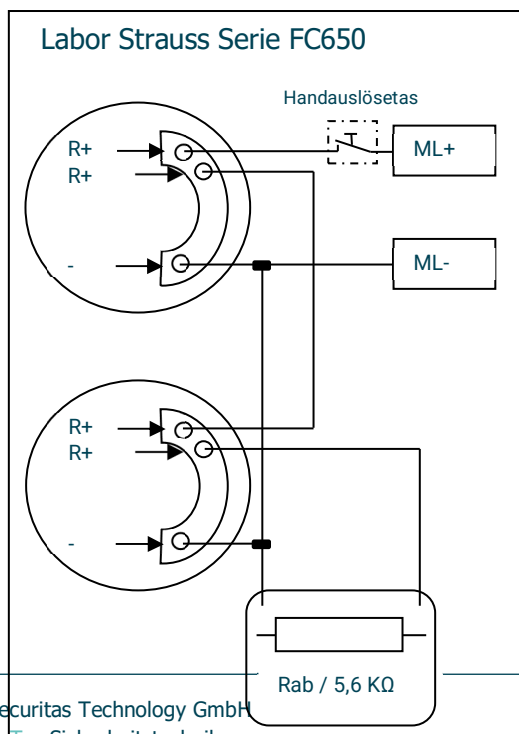 Labor Strauss Serie FC650
Handauslösetas
R+
R+
-
ML+
ML-
R+
R+
-
Rab / 5,6 KΩ
ecuritas Technology GmbH